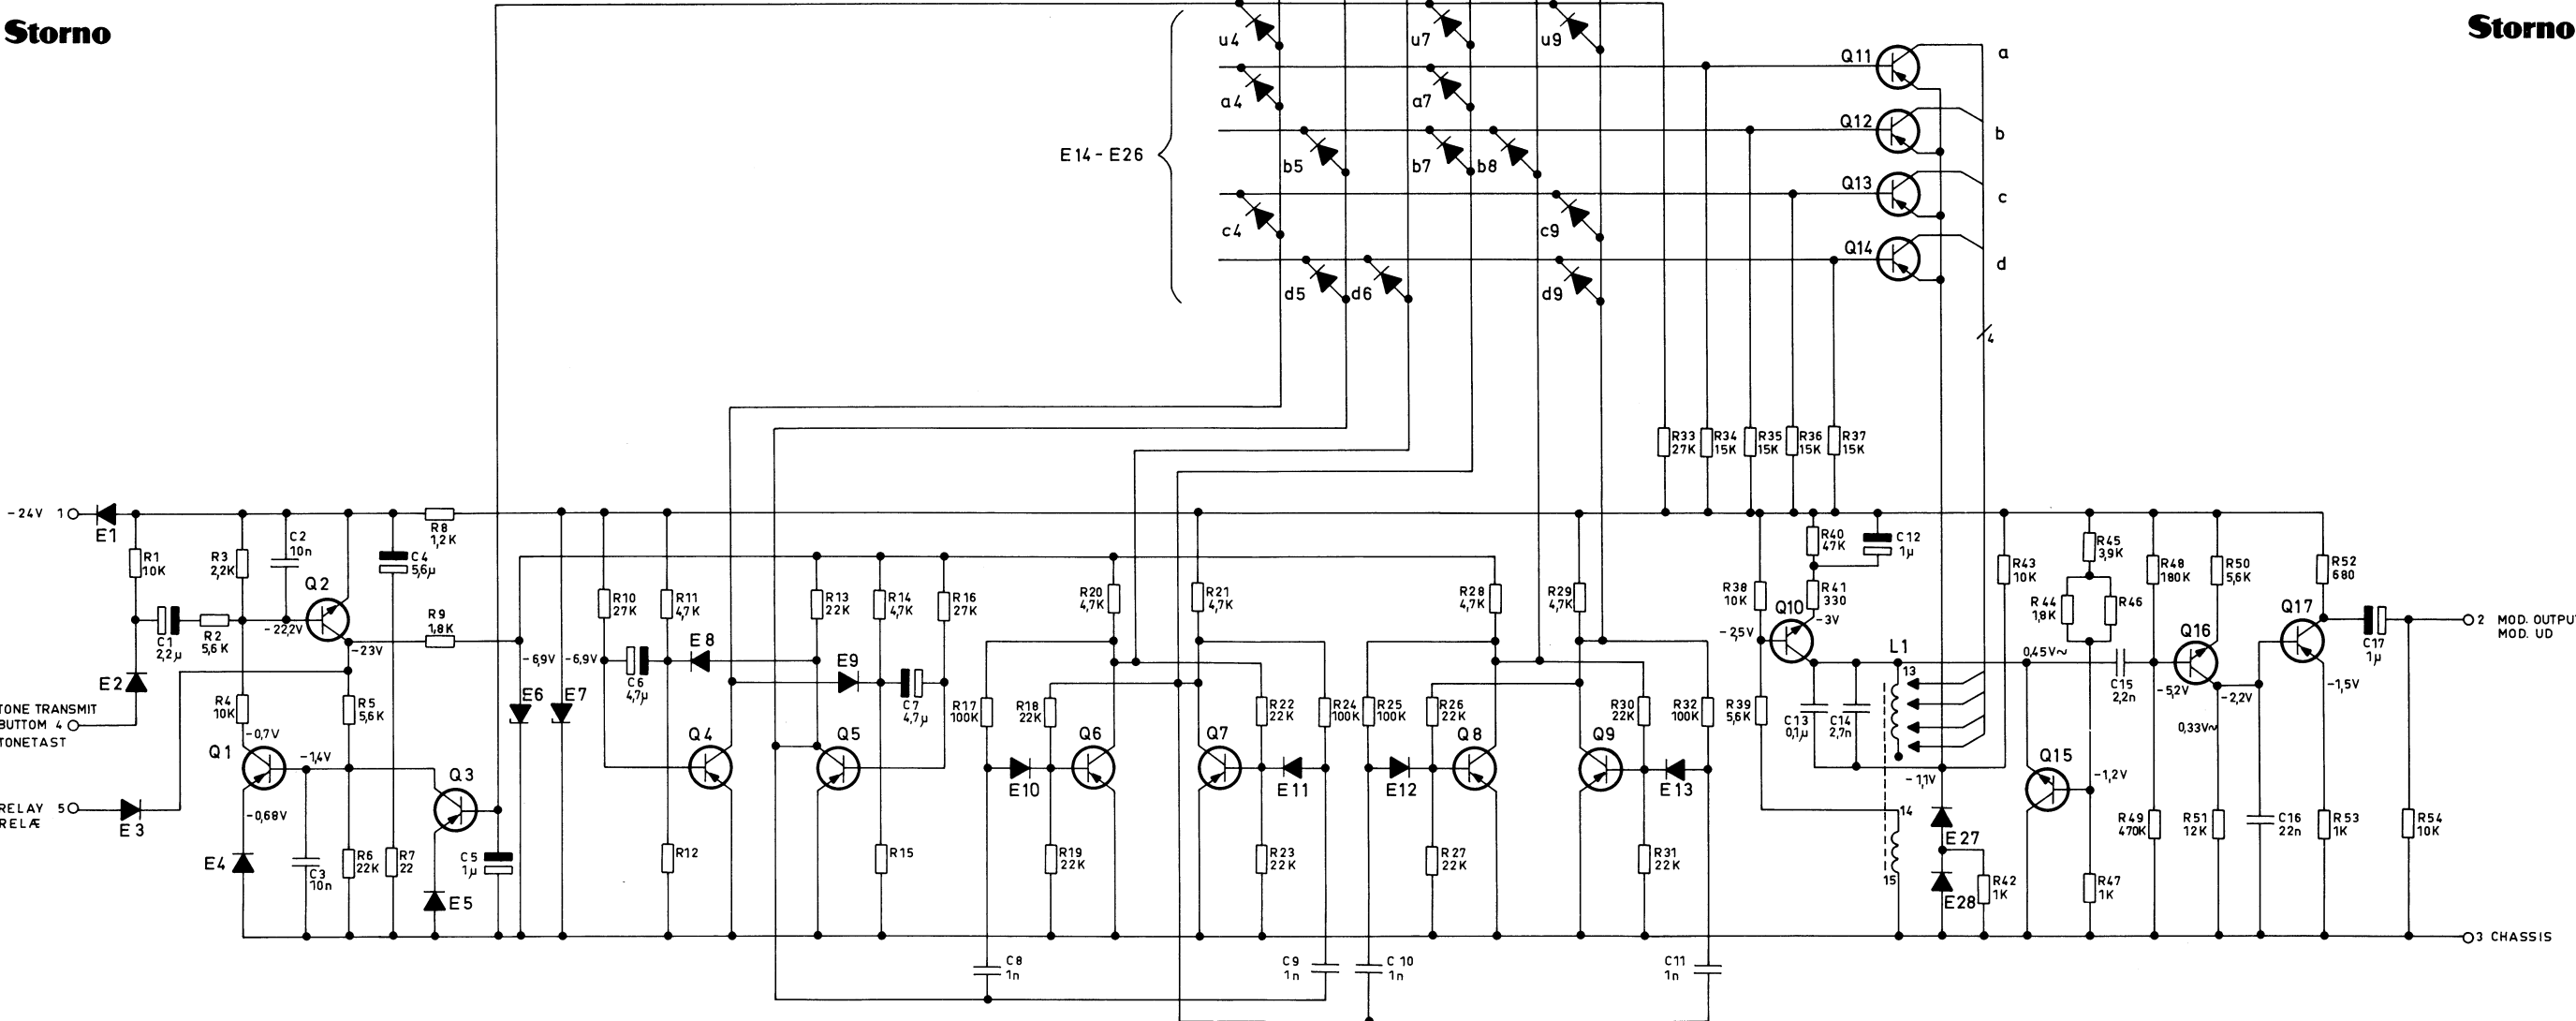 Storno
Storno
u4
u7
u9
Q11
a
a4
a7
Q12
b
E14-E26
b5
b7
b8
Q13
c
c4
c9
Q14
d
d5
d6
d9
4
R33 27K
R34 15K
R35 15K
R36 15K
R37 15K
-24V 1
E1
R8 1,2K
R1 10K
R3 2,2K
C2 10n
C4 5,6µ
Q2
R40 47K
C12 1µ
R43 10K
R45 3,9K
R48 180K
R50 5,6K
R52 680
R10 27K
R11 4,7K
R13 22K
R14 4,7K
R16 27K
R20 4,7K
R21 4,7K
R28 4,7K
R29 4,7K
R38 10K
R41 330
R44 1,8K
R46
Q10
Q17
C1 2,2µ
R2 5,6K
-22,2V
R9 1,8K
-23V
-3V
-2,5V
Q16
C17 1µ
2 MOD. OUTPU
MOD. UD
-6,9V
-6,9V
C6 4,7µ
E8
E9
C7 4,7µ
L1
13
0,45V~
C15 2,2n
-5,2V
-2,2V
-1,5V
E2
E6
E7
TONE TRANSMIT
BUTTOM 4
TONETAST
R4 10K
R5 5,6K
R17 100K
R18 22K
R22 22K
R24 100K
R25 100K
R26 22K
R30 22K
R32 100K
R39 5,6K
C13 0,1µ
C14 2,7n
0,33V~
-0,7V
Q1
-1,4V
Q3
Q4
Q5
Q6
Q7
Q8
Q9
Q15
-1,1V
-1,2V
E10
E11
E12
E13
RELAY 5
RELÆ
E3
-0,68V
14
E27
R49 470K
R51 12K
C16 22n
R53 1K
R54 10K
E4
C3 10n
R6 22K
R7 22
C5 1µ
E5
R12
R15
R19 22K
R23 22K
R27 22K
R31 22K
15
E28
R42 1K
R47 1K
3 CHASSIS
C8 1n
C9 1n
C10 1n
C11 1n